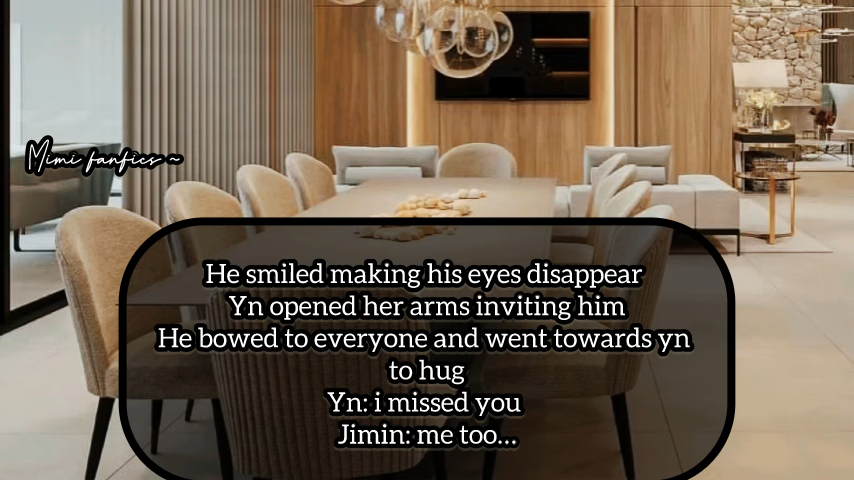 Mimi fanfics ~
He smiled making his eyes disappear
Yn opened her arms inviting him
He bowed to everyone and went towards yn
to hug
Yn: i missed you
Jimin: me too...